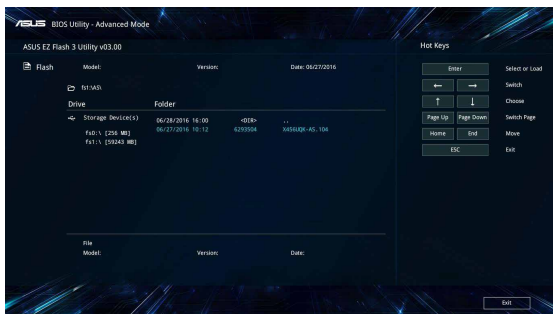 ASUS BIOS Utility - Advanced Mode
ASUS EZ Flash 3 Utility v03.00
Flash Model: Version: Date: 06/27/2016
fs1:\AS\
Drive Folder
Storage Device(s) 06/28/2016 16:00 <DIR> ..
06/27/2016 10:12 6293504 X456UQK-AS.104
fs0:\ [256 MB]
fs1:\ [59243 MB]
File
Model: Version: Date:
Hot Keys
Enter Select or Load
← → Switch
↑ ↓ Choose
Page Up Page Down Switch Page
Home End Move
ESC Exit
Exit